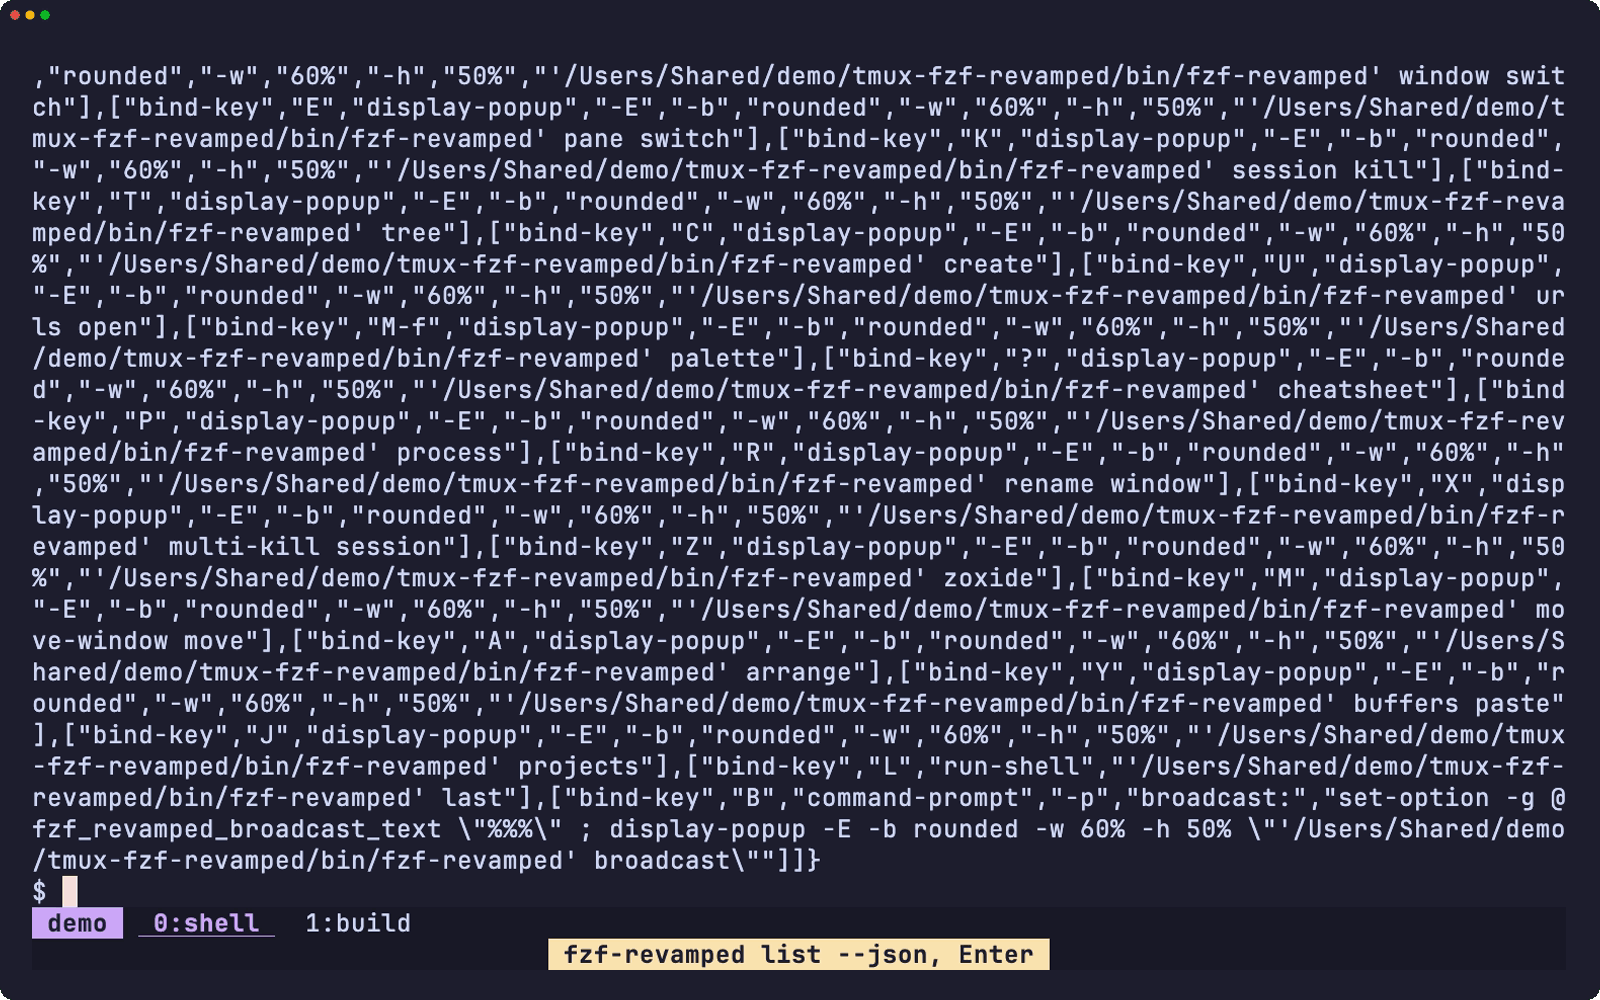 ,"rounded","-w","60%","-h","50%","'/Users/Shared/demo/tmux-fzf-revamped/bin/fzf-revamped' window swit
ch"],["bind-key","E","display-popup","-E","-b","rounded","-w","60%","-h","50%","'/Users/Shared/demo/t
mux-fzf-revamped/bin/fzf-revamped' pane switch"],["bind-key","K","display-popup","-E","-b","rounded",
"-w","60%","-h","50%","'/Users/Shared/demo/tmux-fzf-revamped/bin/fzf-revamped' session kill"],["bind-
key","T","display-popup","-E","-b","rounded","-w","60%","-h","50%","'/Users/Shared/demo/tmux-fzf-reva
mped/bin/fzf-revamped' tree"],["bind-key","C","display-popup","-E","-b","rounded","-w","60%","-h","50
%","'/Users/Shared/demo/tmux-fzf-revamped/bin/fzf-revamped' create"],["bind-key","U","display-popup",
"-E","-b","rounded","-w","60%","-h","50%","'/Users/Shared/demo/tmux-fzf-revamped/bin/fzf-revamped' ur
ls open"],["bind-key","M-f","display-popup","-E","-b","rounded","-w","60%","-h","50%","'/Users/Shared
/demo/tmux-fzf-revamped/bin/fzf-revamped' palette"],["bind-key","?","display-popup","-E","-b","rounde
d","-w","60%","-h","50%","'/Users/Shared/demo/tmux-fzf-revamped/bin/fzf-revamped' cheatsheet"],["bind
-key","P","display-popup","-E","-b","rounded","-w","60%","-h","50%","'/Users/Shared/demo/tmux-fzf-rev
amped/bin/fzf-revamped' process"],["bind-key","R","display-popup","-E","-b","rounded","-w","60%","-h"
,"50%","'/Users/Shared/demo/tmux-fzf-revamped/bin/fzf-revamped' rename window"],["bind-key","X","disp
lay-popup","-E","-b","rounded","-w","60%","-h","50%","'/Users/Shared/demo/tmux-fzf-revamped/bin/fzf-r
evamped' multi-kill session"],["bind-key","Z","display-popup","-E","-b","rounded","-w","60%","-h","50
%","'/Users/Shared/demo/tmux-fzf-revamped/bin/fzf-revamped' zoxide"],["bind-key","M","display-popup",
"-E","-b","rounded","-w","60%","-h","50%","'/Users/Shared/demo/tmux-fzf-revamped/bin/fzf-revamped' mo
ve-window move"],["bind-key","A","display-popup","-E","-b","rounded","-w","60%","-h","50%","'/Users/S
hared/demo/tmux-fzf-revamped/bin/fzf-revamped' arrange"],["bind-key","Y","display-popup","-E","-b","r
ounded","-w","60%","-h","50%","'/Users/Shared/demo/tmux-fzf-revamped/bin/fzf-revamped' buffers paste"
],["bind-key","J","display-popup","-E","-b","rounded","-w","60%","-h","50%","'/Users/Shared/demo/tmux
-fzf-revamped/bin/fzf-revamped' projects"],["bind-key","L","run-shell","'/Users/Shared/demo/tmux-fzf-
revamped/bin/fzf-revamped' last"],["bind-key","B","command-prompt","-p","broadcast:","set-option -g @
fzf_revamped_broadcast_text \"%%%\" ; display-popup -E -b rounded -w 60% -h 50% \"'/Users/Shared/demo
/tmux-fzf-revamped/bin/fzf-revamped' broadcast\""]]}
$
demo 0:shell 1:build
fzf-revamped list --json, Enter